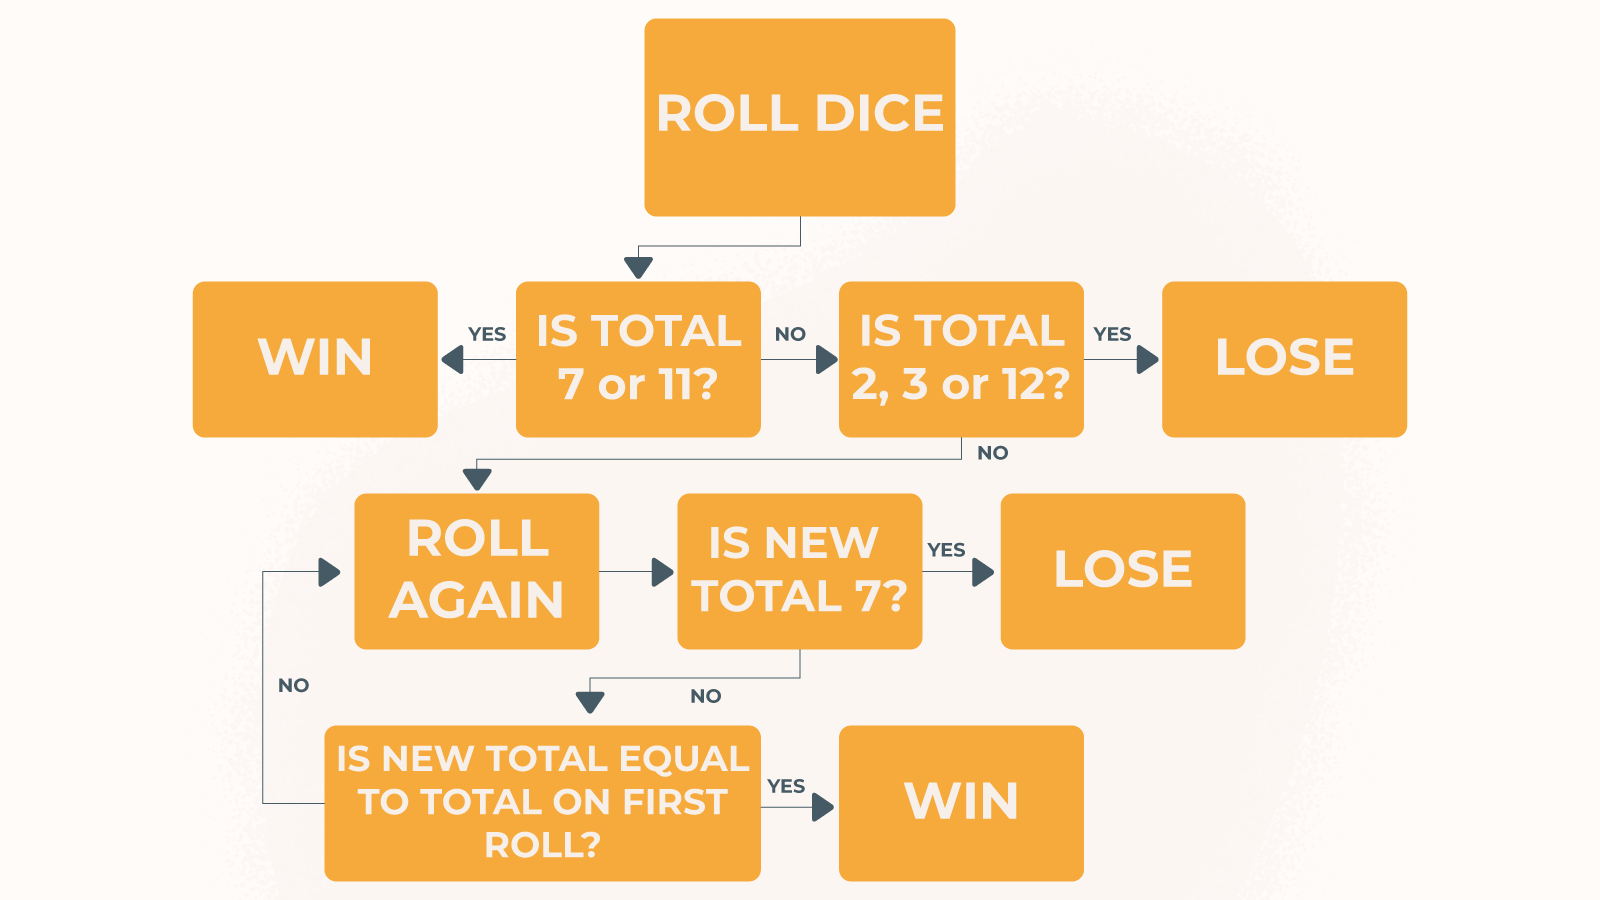 ROLL DICE
WIN
YES
IS TOTAL
7 or 11?
NO
IS TOTAL
2, 3 or 12?
YES
LOSE
NO
ROLL
AGAIN
IS NEW
TOTAL 7?
YES
LOSE
NO
NO
IS NEW TOTAL EQUAL
TO TOTAL ON FIRST
ROLL?
YES
WIN